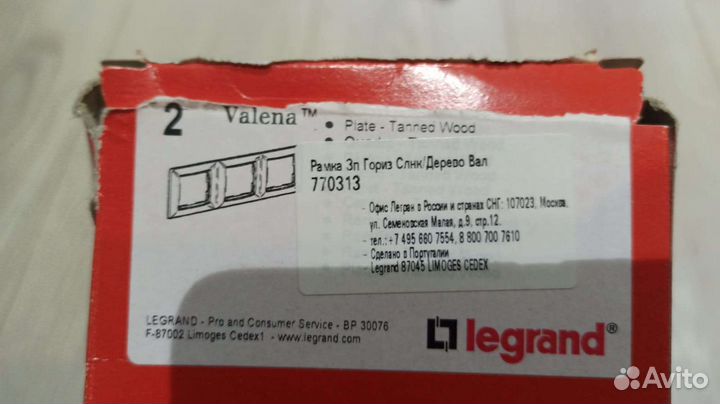 2 Valena™
• Plate - Tanned Wood
Рамка 3п Гориз Слнк/Дерево Вал
770313
- Офис Легран в России и странах СНГ: 107023, Москва,
ул. Семеновская Малая, д.9, стр.12.
- тел.:+7 495 660 7554, 8 800 700 7610
- Сделано в Португалии
- Legrand 87045 LIMOGES CEDEX
LEGRAND - Pro and Consumer Service - BP 30076
F-87002 Limoges Cedex1 - www.legrand.com
legrand®
Avito